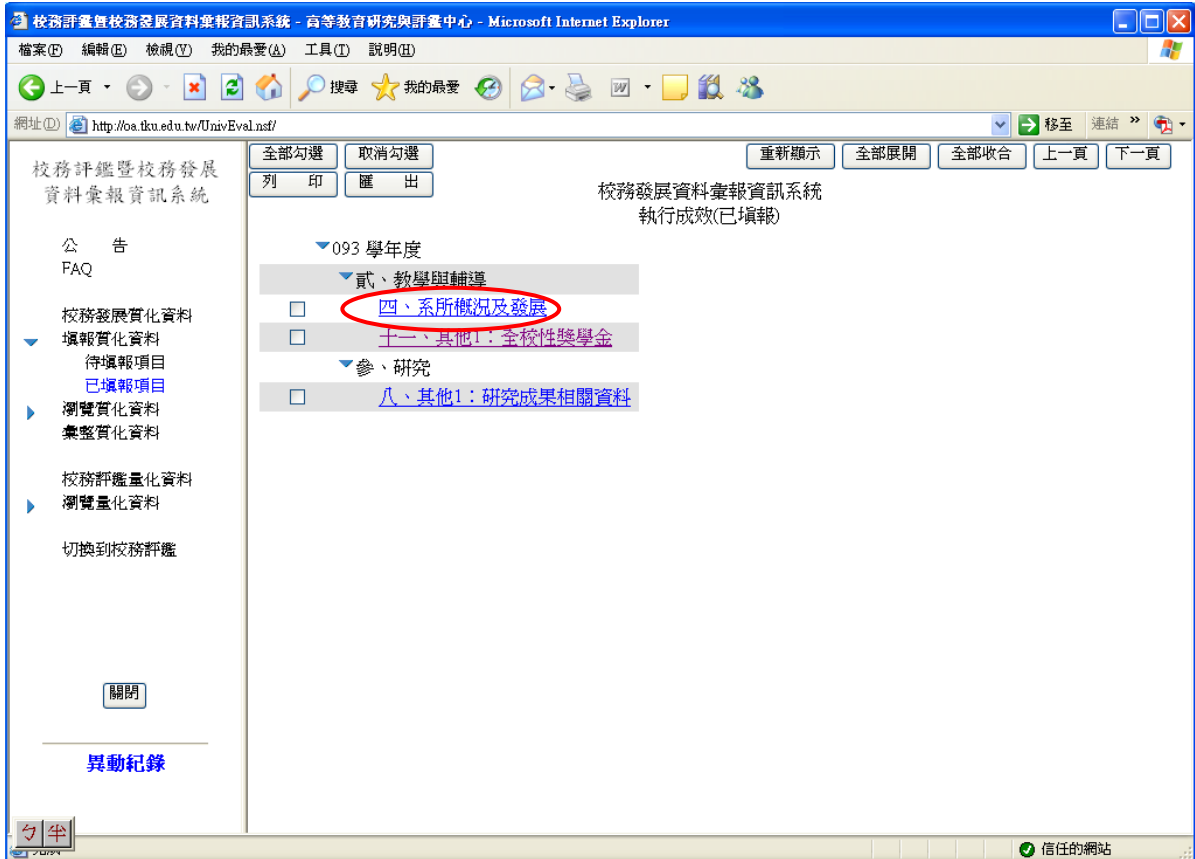 校務評鑑暨校務發展資料彙報資訊系統 - 高等教育研究與評鑑中心 - Microsoft Internet Explorer
檔案(F) 編輯(E) 檢視(V) 我的最愛(A) 工具(T) 說明(H)
上一頁 搜尋 我的最愛
網址(D) http://oa.tku.edu.tw/UnivEval.nsf/ 移至 連結 »
校務評鑑暨校務發展
資料彙報資訊系統
公 告
FAQ
校務發展質化資料
填報質化資料
待填報項目
已填報項目
瀏覽質化資料
彙整質化資料
校務評鑑量化資料
瀏覽量化資料
切換到校務評鑑
關閉
異動紀錄
全部勾選 取消勾選 重新顯示 全部展開 全部收合 上一頁 下一頁
列 印 匯 出
校務發展資料彙報資訊系統
執行成效(已填報)
093 學年度
貳、教學與輔導
四、系所概況及發展
十一、其他1：全校性獎學金
參、研究
八、其他1：研究成果相關資料
ㄅ 半
信任的網站